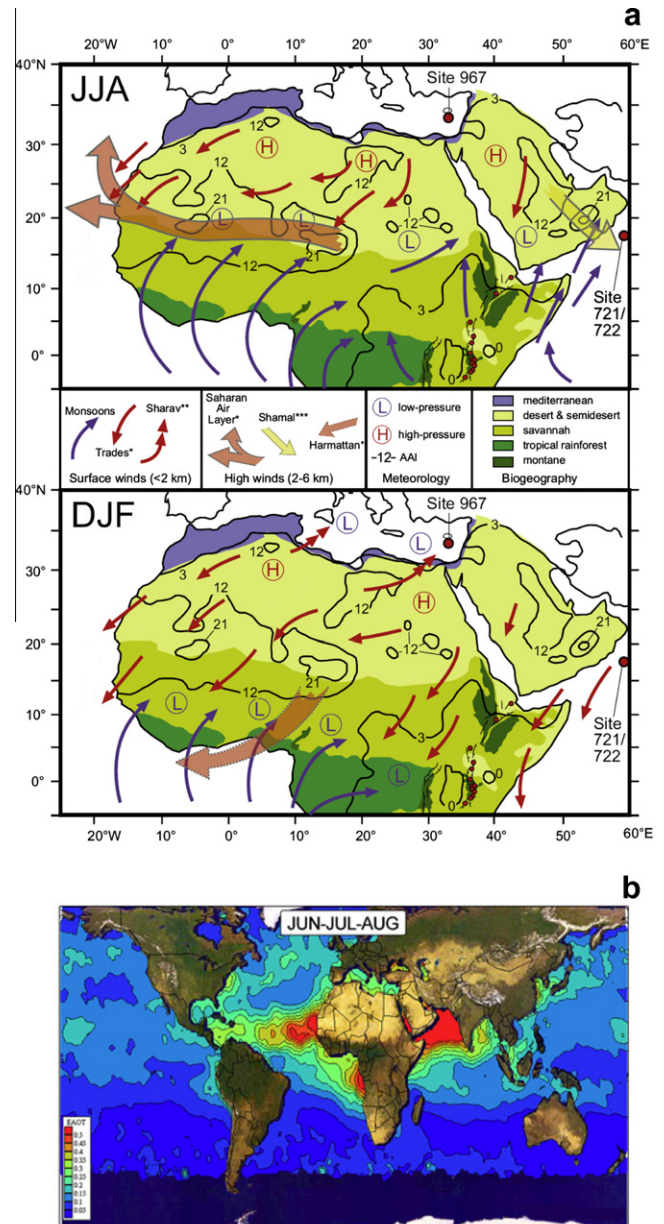 a
20°W 10° 0° 10° 20° 30° 40° 50° 60°E
40°N
JJA
Site 967
3
12
30°
3
H
H
H
12
12
12
21
21
20°
L
L
-12-
L
L
12
21
12
10°
3
Site
721/
722
0°
0
0
Monsoons
Sharav**
Trades*
Surface winds (<2 km)
Saharan
Air
Layer*
Shamal***
Harmattan*
High winds (2-6 km)
L low-pressure
H high-pressure
-12- AAI
Meteorology
mediterranean
desert & semidesert
savannah
tropical rainforest
montane
Biogeography
40°N
DJF
L
L
Site 967
3
12
30°
3
H
12
12
H
12
21
21
20°
-12-
12
21
12
10°
L
L
L
3
Site
721/
722
0°
L
0
0
20°W 10° 0° 10° 20° 30° 40° 50° 60°E
b
JUN-JUL-AUG
EAOT
0.5
0.45
0.4
0.35
0.3
0.25
0.2
0.15
0.1
0.05